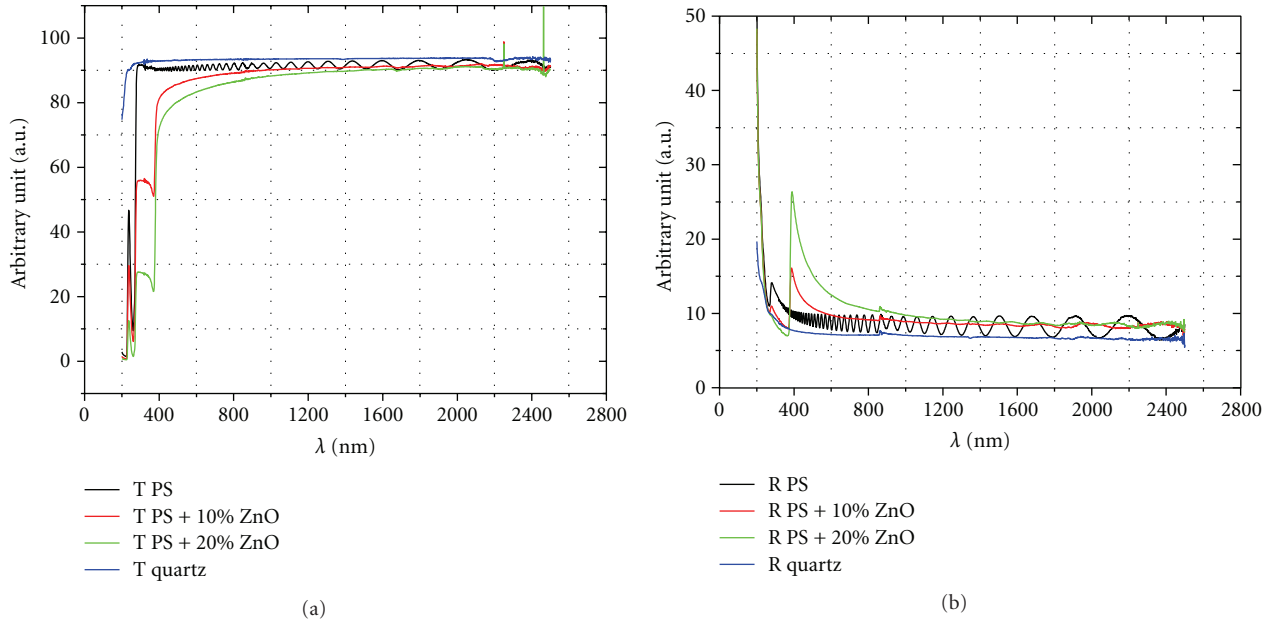 100
80
60
40
20
0
Arbitrary unit (a.u.)
0 400 800 1200 1600 2000 2400 2800
λ (nm)
T PS
T PS + 10% ZnO
T PS + 20% ZnO
T quartz
(a)
50
40
30
20
10
0
Arbitrary unit (a.u.)
0 400 800 1200 1600 2000 2400 2800
λ (nm)
R PS
R PS + 10% ZnO
R PS + 20% ZnO
R quartz
(b)